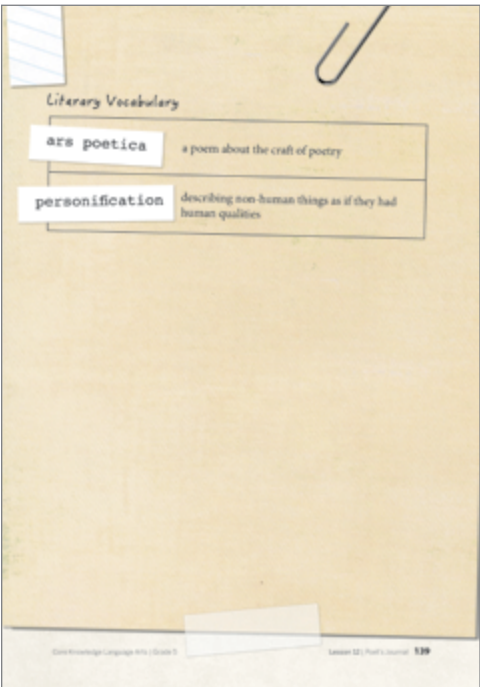 Literary Vocabulary
ars poetica
a poem about the craft of poetry
personification
describing non-human things as if they had
human qualities
Core Knowledge Language Arts | Grade 5
Lesson 12 | Poet's Journal 139